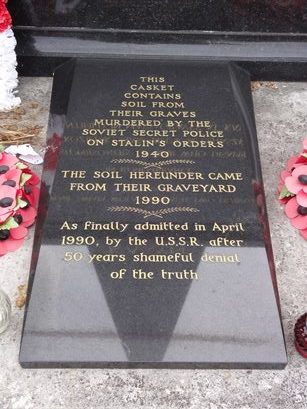 THIS
CASKET
CONTAINS
SOIL FROM
THEIR GRAVES
MURDERED BY THE
SOVIET SECRET POLICE
ON STALIN'S ORDERS
1940
THE SOIL HEREUNDER CAME
FROM THEIR GRAVEYARD
1990
As finally admitted in April
1990, by the U.S.S.R. after
50 years shameful denial
of the truth